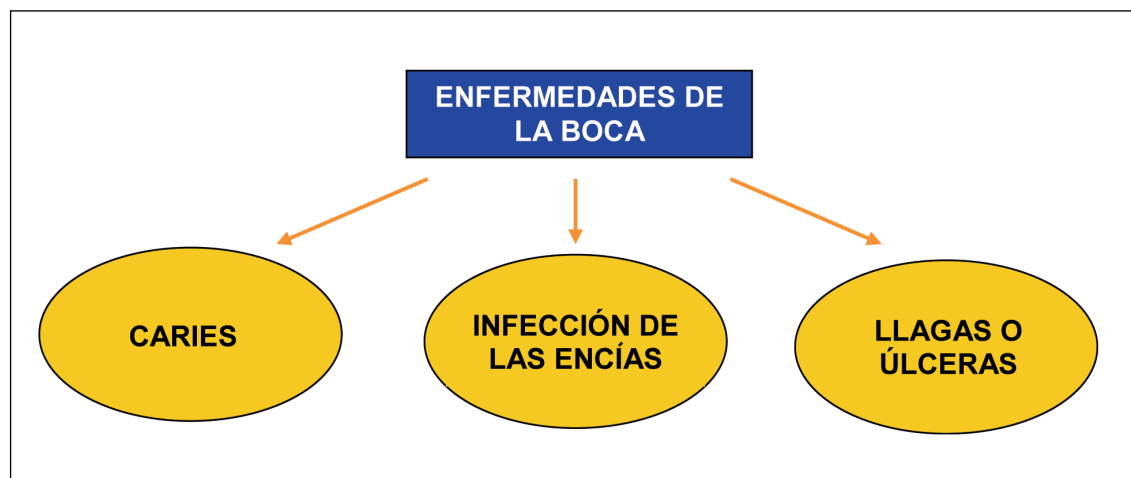 ENFERMEDADES DE
LA BOCA
CARIES
INFECCIÓN DE
LAS ENCÍAS
LLAGAS O
ÚLCERAS